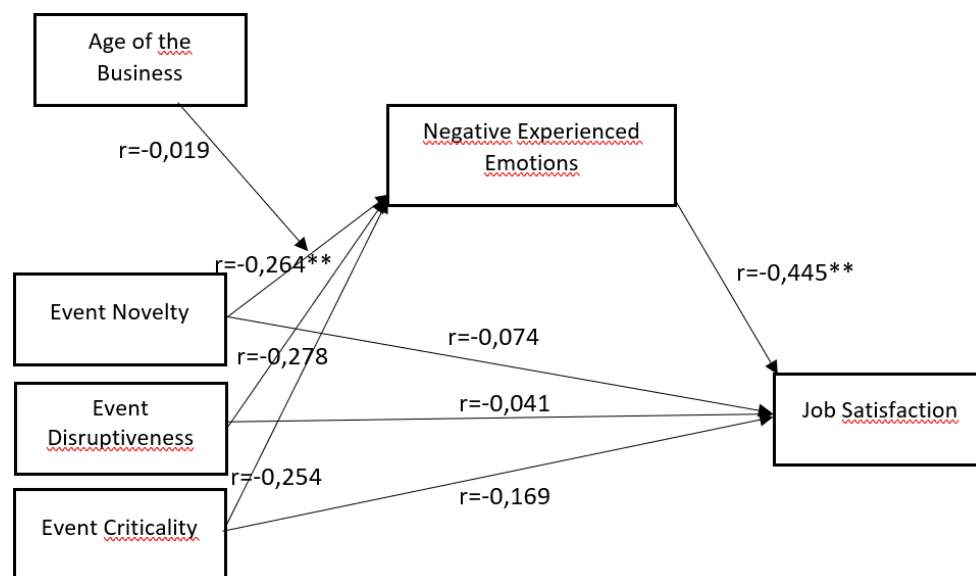 Age of the
Business
r=-0,019
Negative Experienced
Emotions
r=-0,264**
r=-0,445**
Event Novelty
r=-0,074
r=-0,278
Event
Disruptiveness
r=-0,041
Job Satisfaction
r=-0,254
r=-0,169
Event Criticality